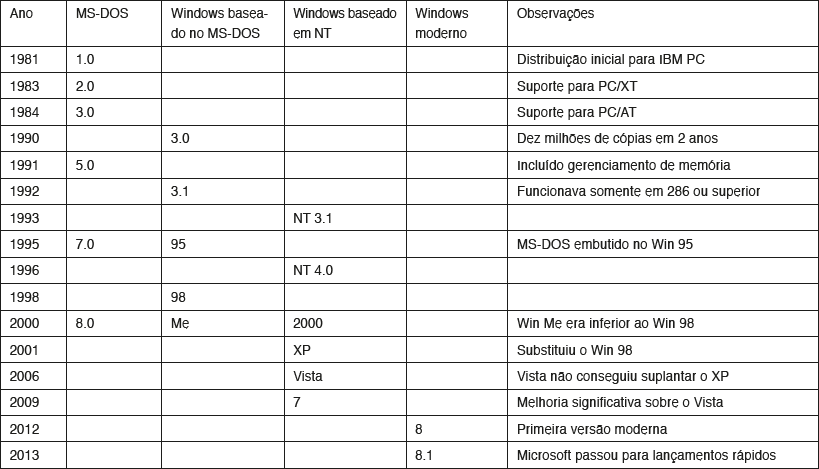 Ano MS-DOS Windows basea- Windows baseado Windows Observações
do no MS-DOS em NT moderno
1981 1.0 Distribuição inicial para IBM PC
1983 2.0 Suporte para PC/XT
1984 3.0 Suporte para PC/AT
1990 3.0 Dez milhões de cópias em 2 anos
1991 5.0 Incluído gerenciamento de memória
1992 3.1 Funcionava somente em 286 ou superior
1993 NT 3.1
1995 7.0 95 MS-DOS embutido no Win 95
1996 NT 4.0
1998 98
2000 8.0 Me 2000 Win Me era inferior ao Win 98
2001 XP Substituiu o Win 98
2006 Vista Vista não conseguiu suplantar o XP
2009 7 Melhoria significativa sobre o Vista
2012 8 Primeira versão moderna
2013 8.1 Microsoft passou para lançamentos rápidos